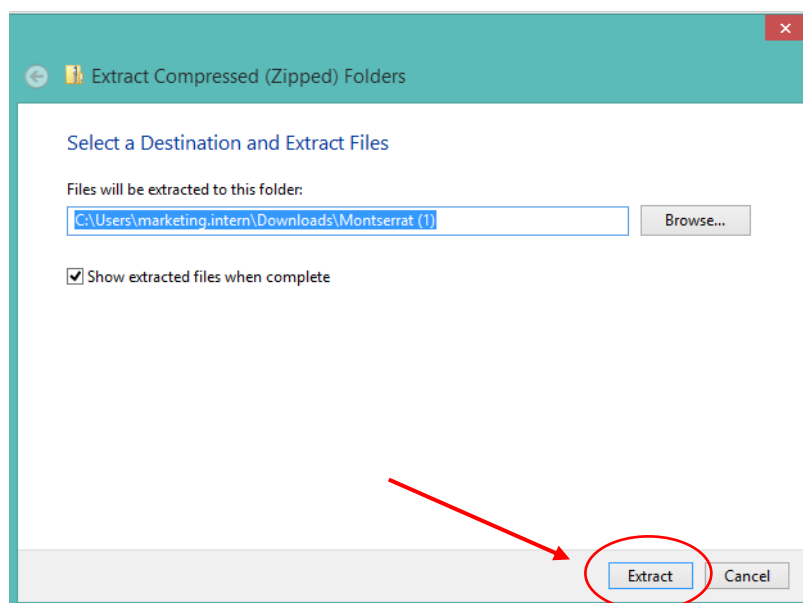 Extract Compressed (Zipped) Folders
Select a Destination and Extract Files
Files will be extracted to this folder:
C:\Users\marketing.intern\Downloads\Montserrat (1)
Browse...
Show extracted files when complete
Extract
Cancel